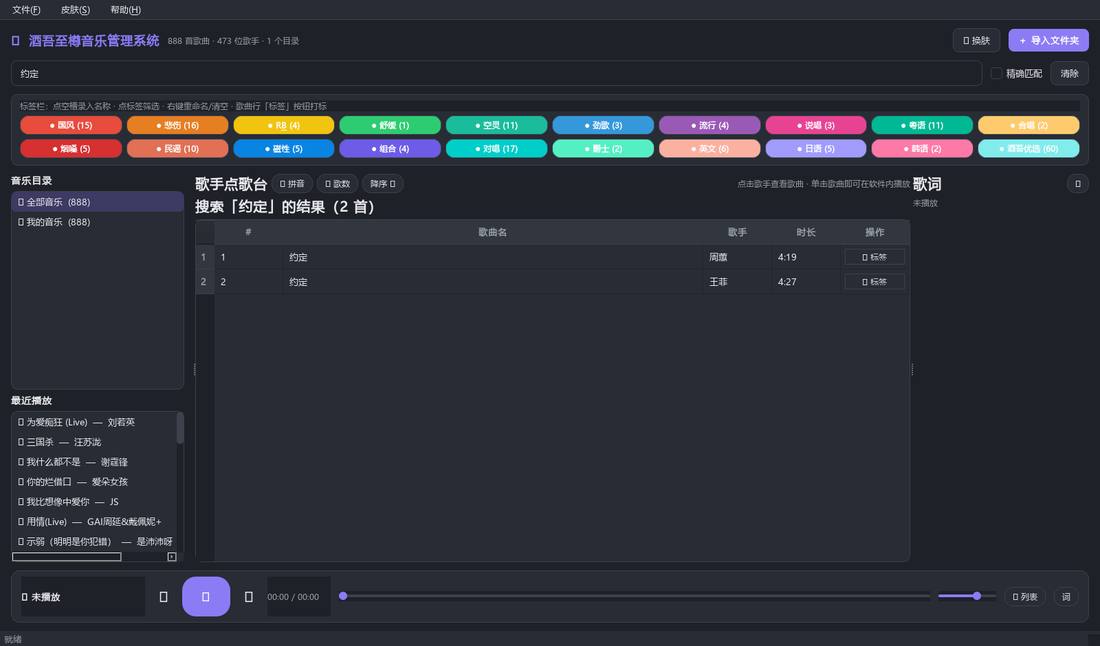 文件(F) 皮肤(S) 帮助(H)
酒吾至樽音乐管理系统 888 首歌曲 · 473 位歌手 · 1 个目录 换肤 + 导入文件夹
约定 精确匹配 清除
标签栏：点空槽录入名称 · 点标签筛选 · 右键重命名/清空 · 歌曲行「标签」按钮打标
● 国风 (15) ● 悲伤 (16) ● RB (4) ● 舒缓 (1) ● 空灵 (11) ● 劲歌 (3) ● 流行 (4) ● 说唱 (3) ● 粤语 (11) ● 合唱 (2)
● 烟嗓 (5) ● 民谣 (10) ● 磁性 (5) ● 组合 (4) ● 对唱 (17) ● 爵士 (2) ● 英文 (6) ● 日语 (5) ● 韩语 (2) ● 酒吾优选 (60)
音乐目录
全部音乐 (888)
我的音乐 (888)
最近播放
为爱痴狂 (Live) — 刘若英
三国杀 — 汪苏泷
我什么都不是 — 谢霆锋
你的烂借口 — 爱朵女孩
我比想像中爱你 — JS
用情(Live) — GAI周延&戴佩妮+
示弱（明明是你犯错） — 是沛沛呀
歌手点歌台 拼音 歌数 降序 点击歌手查看歌曲 · 单击歌曲即可在软件内播放
搜索「约定」的结果（2 首）
# 歌曲名 歌手 时长 操作
1 1 约定 周蕙 4:19 标签
2 2 约定 王菲 4:27 标签
歌词
未播放
未播放 00:00 / 00:00 列表 词
就绪